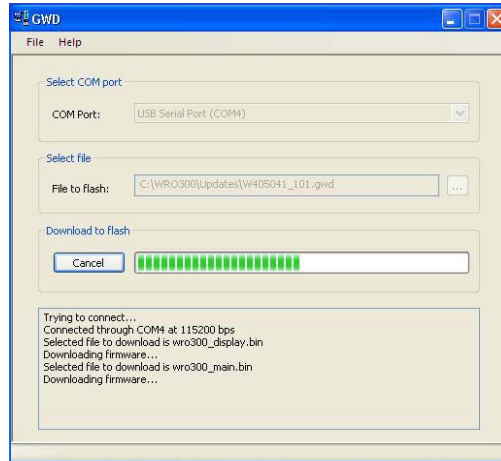 GWD
File Help
Select COM port
COM Port: USB Serial Port (COM4)
Select file
File to flash: C:\WRO300\Updates\W405041_101.gwd ...
Download to flash
Cancel
Trying to connect...
Connected through COM4 at 115200 bps
Selected file to download is wro300_display.bin
Downloading firmware...
Selected file to download is wro300_main.bin
Downloading firmware...